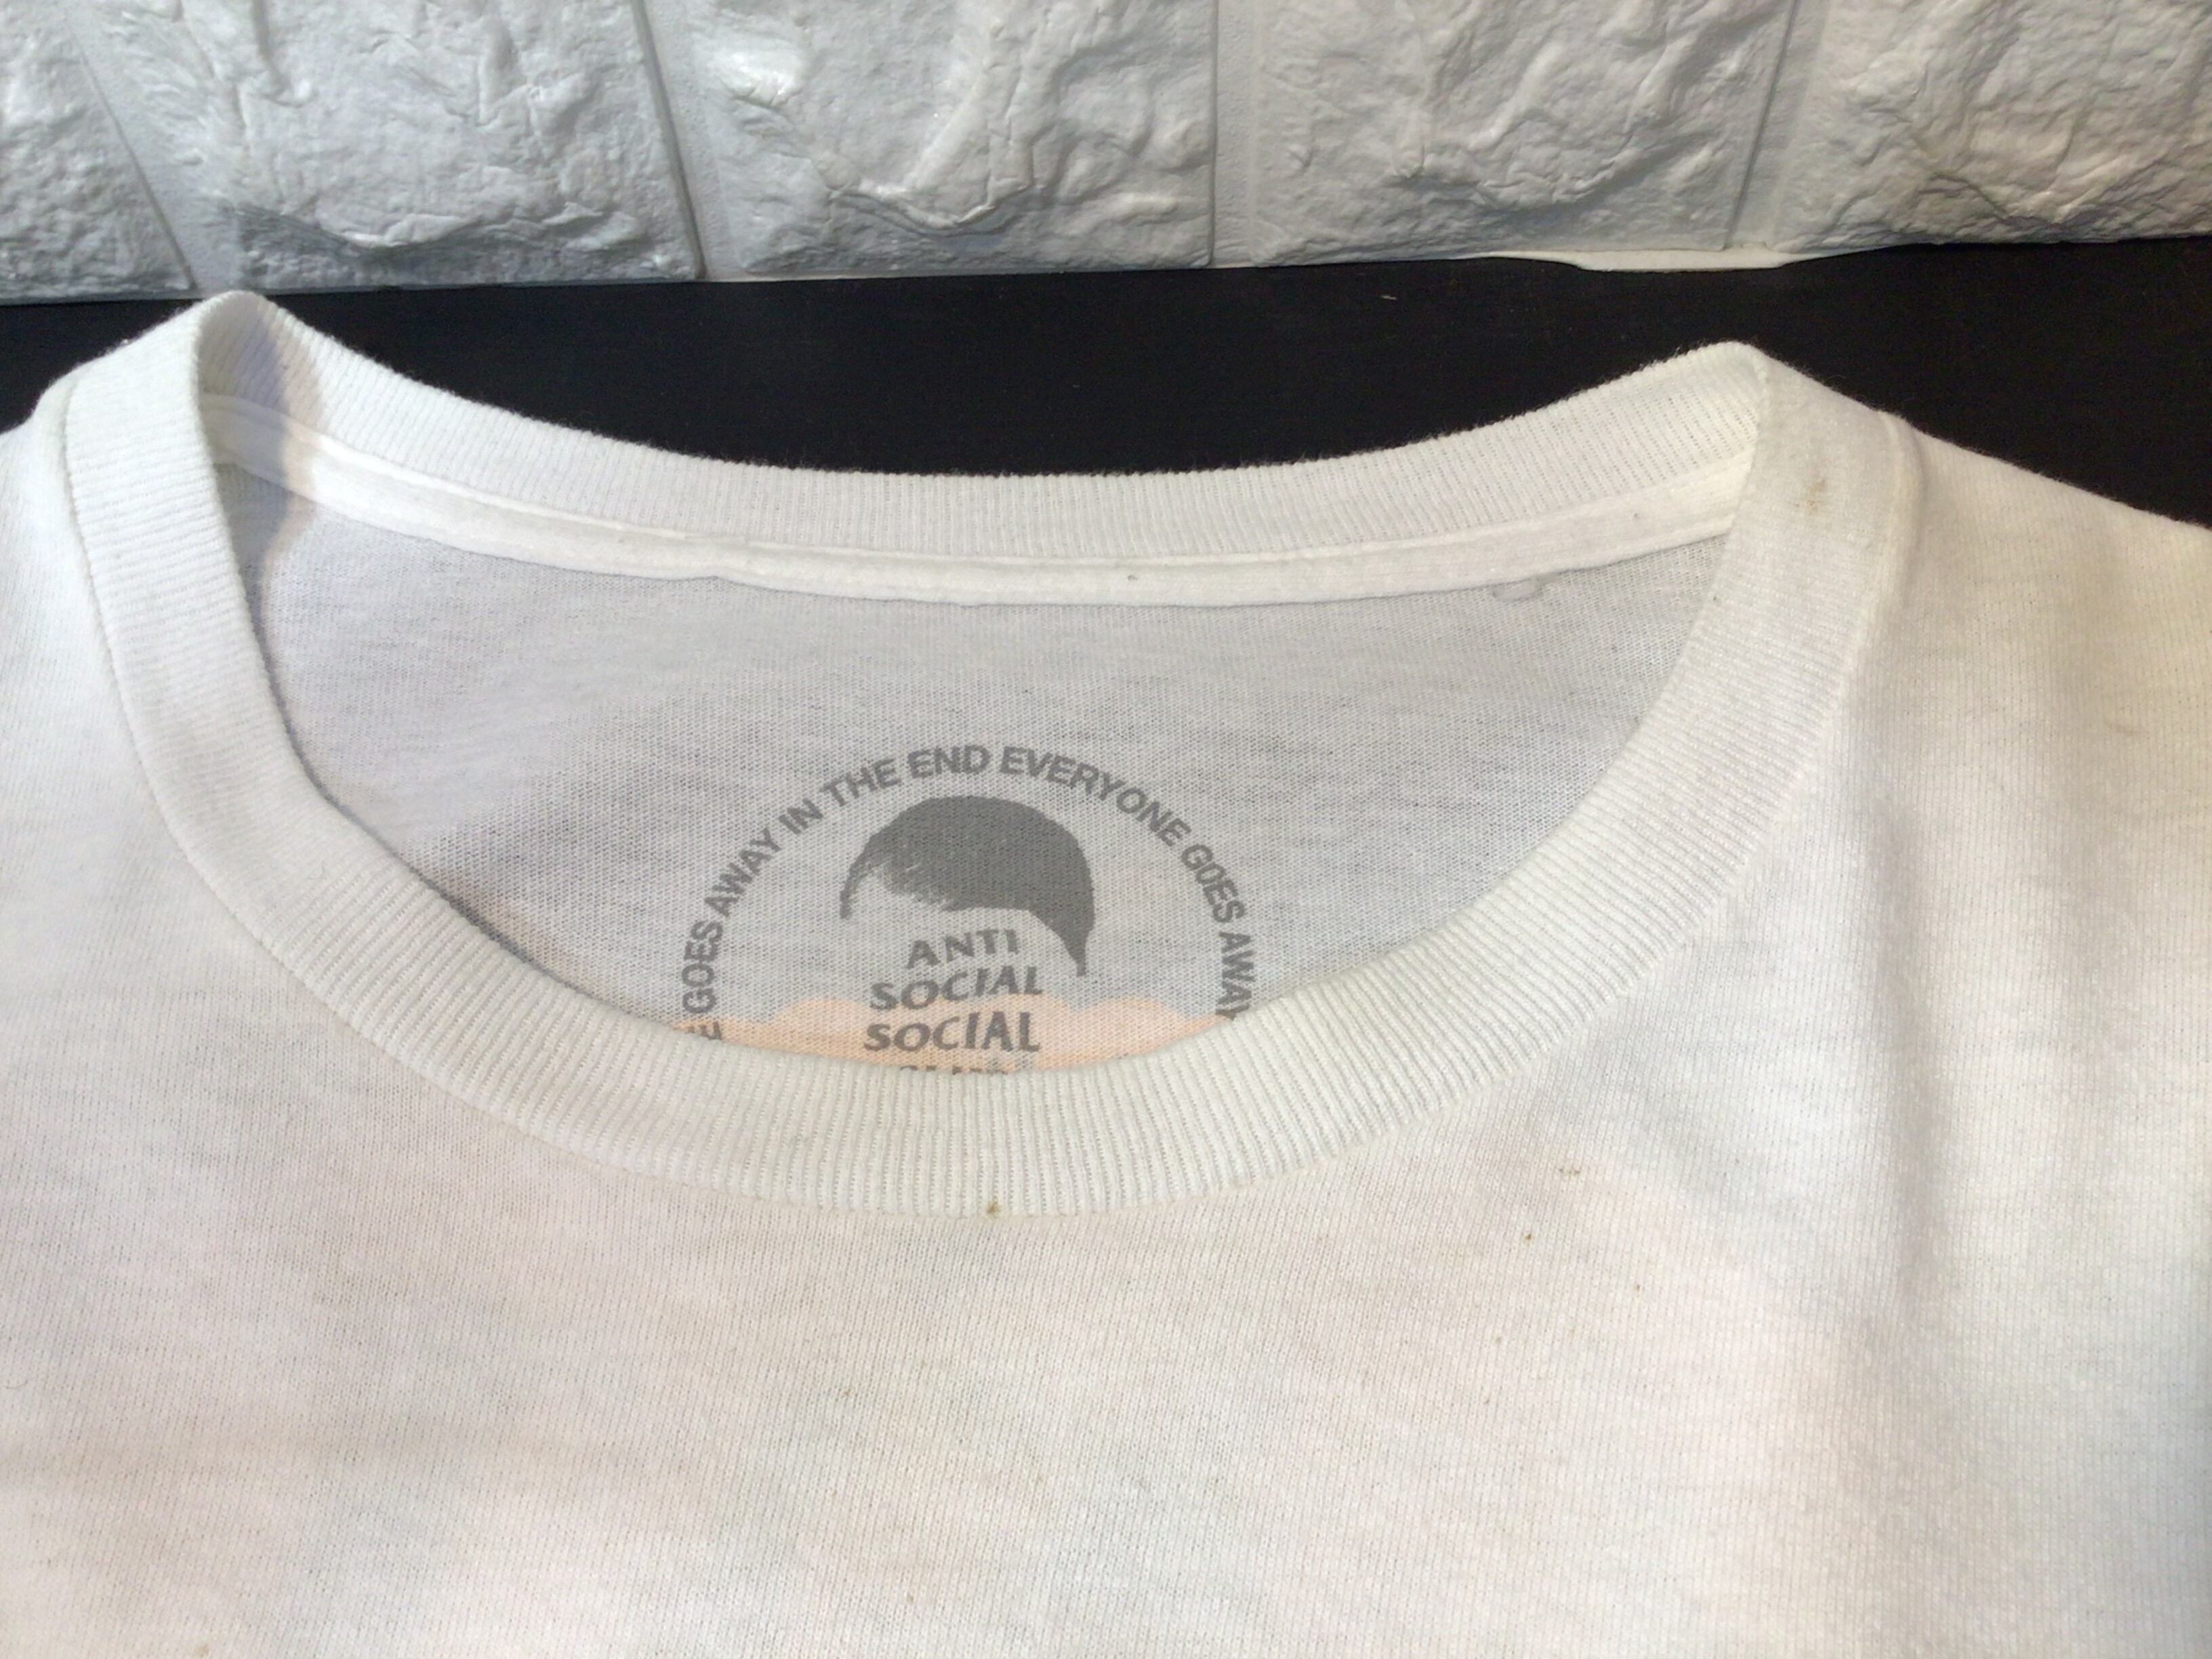 GOES AWAY IN THE END EVERYONE GOES AWAY
ANTI
SOCIAL
SOCIAL